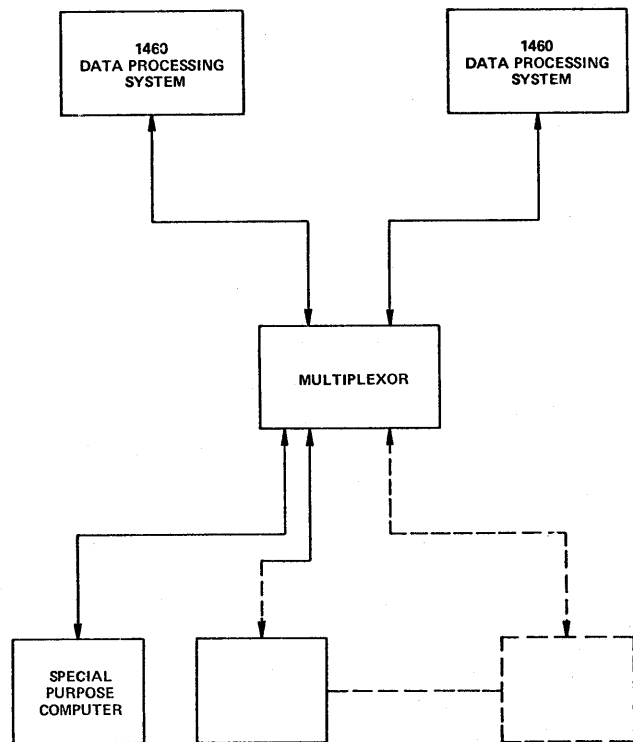 1460
DATA PROCESSING
SYSTEM
1460
DATA PROCESSING
SYSTEM
MULTIPLEXOR
SPECIAL
PURPOSE
COMPUTER